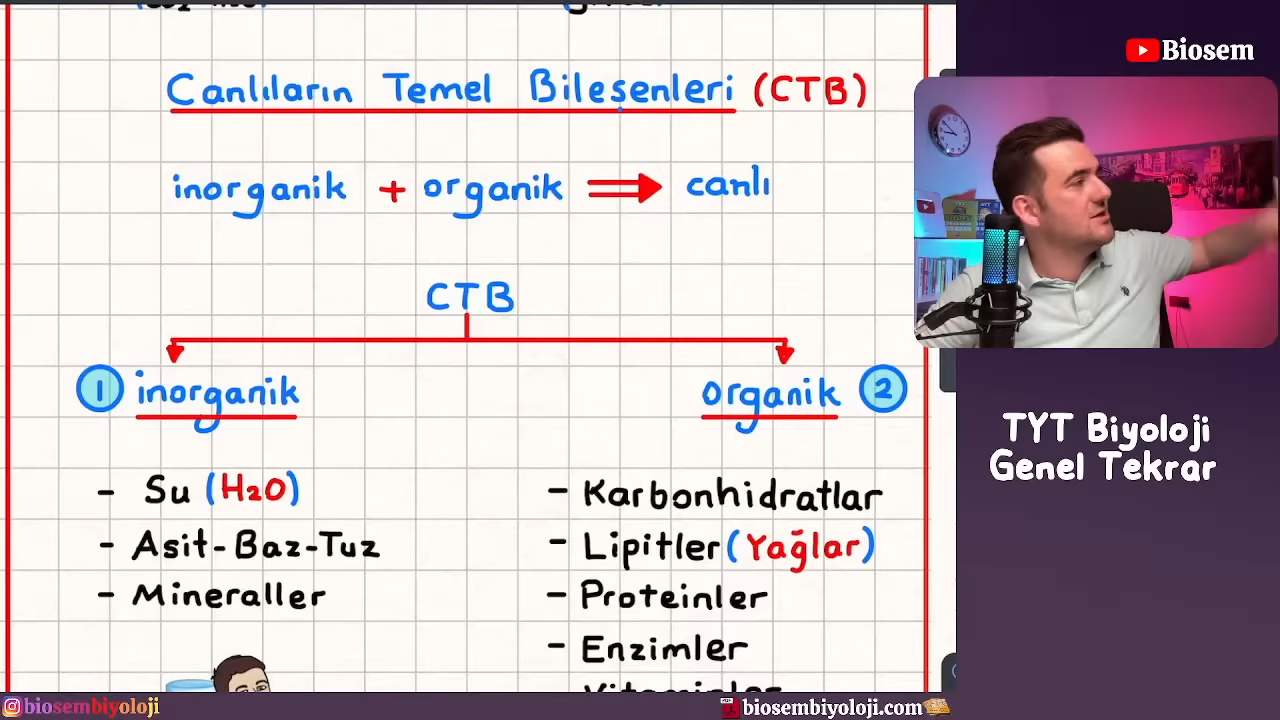 Biosem
Canlıların Temel Bileşenleri (CTB)
inorganik + organik ⇒ canlı
CTB
1 inorganik
organik 2
- Su (H2O)
- Asit-Baz-Tuz
- Mineraller
- Karbonhidratlar
- Lipitler (Yağlar)
- Proteinler
- Enzimler
TYT Biyoloji
Genel Tekrar
biosembiyoloji
biosembiyoloji.com